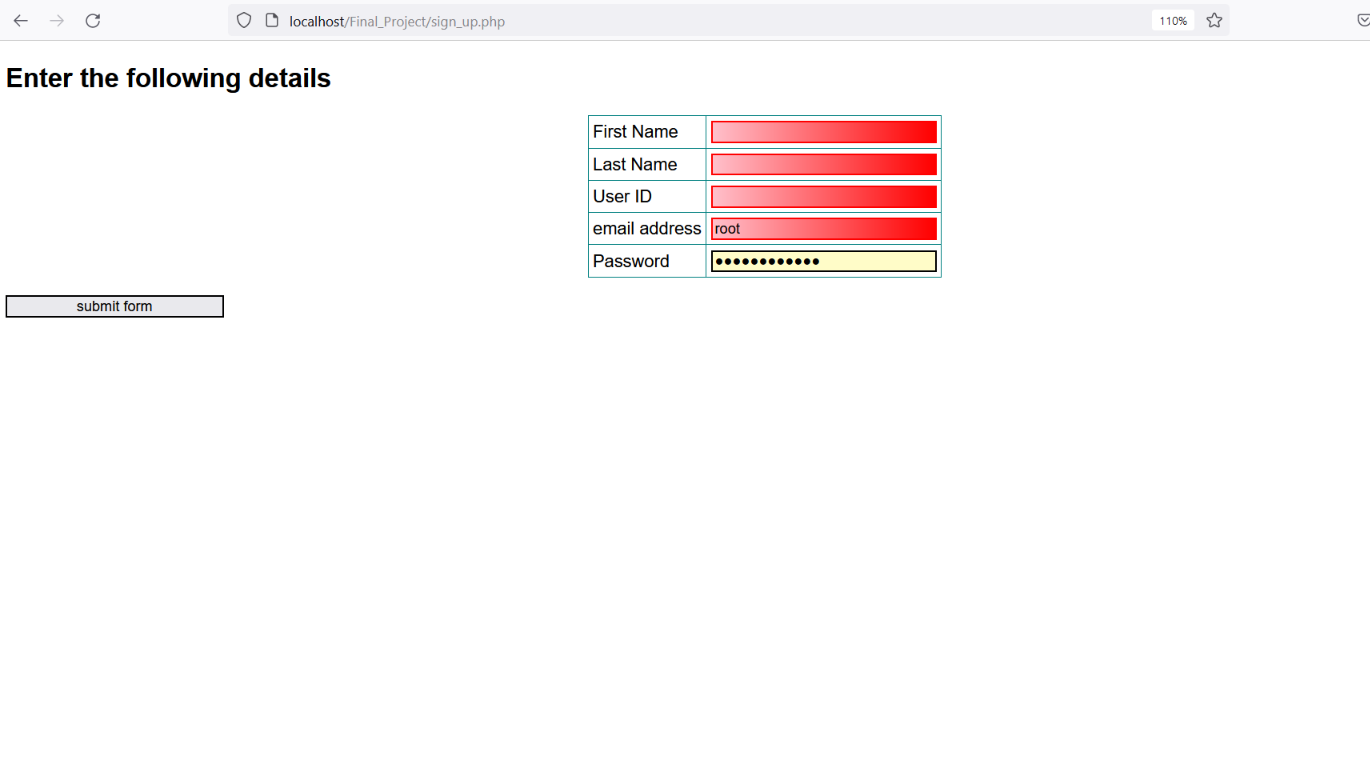 localhost/Final_Project/sign_up.php 110%
Enter the following details
First Name
Last Name
User ID
email address root
Password ●●●●●●●●●●●●
submit form